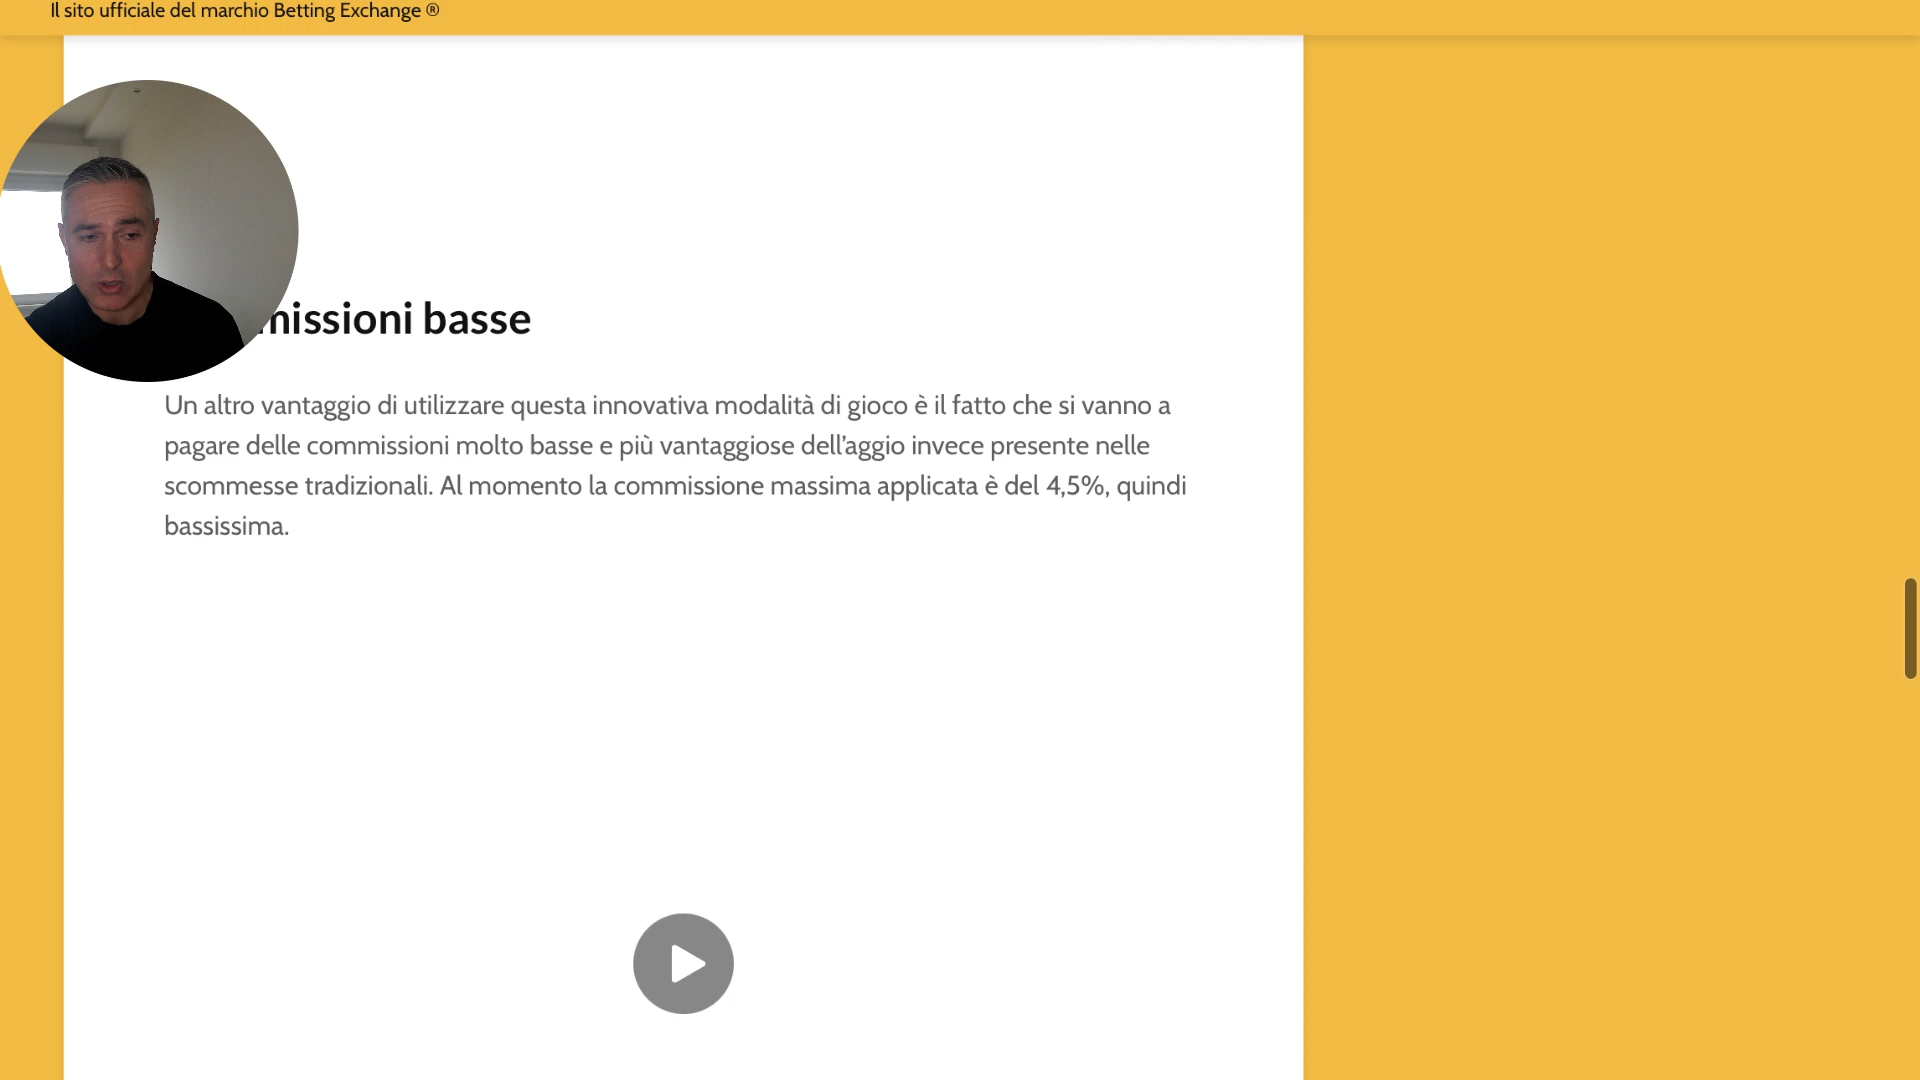 Il sito ufficiale del marchio Betting Exchange ®
missioni basse
Un altro vantaggio di utilizzare questa innovativa modalità di gioco è il fatto che si vanno a
pagare delle commissioni molto basse e più vantaggiose dell'aggio invece presente nelle
scommesse tradizionali. Al momento la commissione massima applicata è del 4,5%, quindi
bassissima.